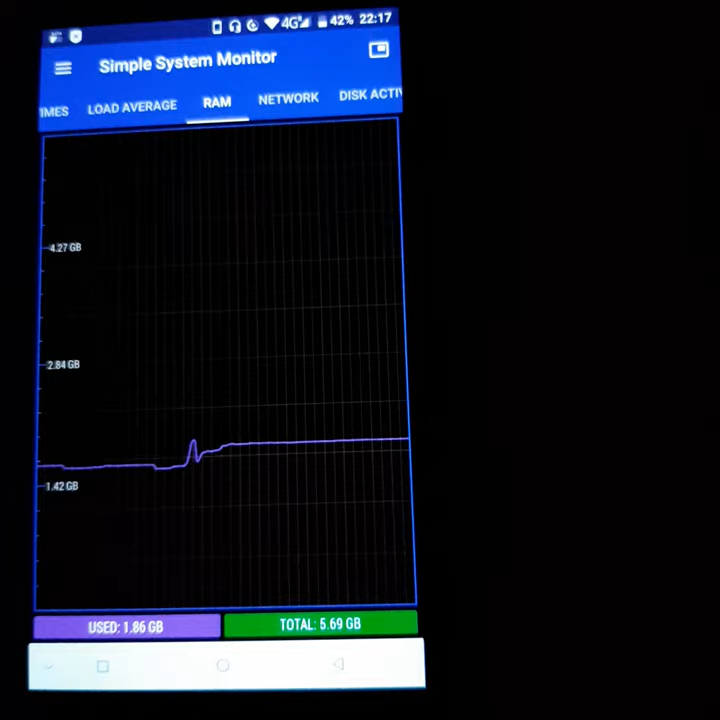 4G 42% 22:17
Simple System Monitor
IMES LOAD AVERAGE RAM NETWORK DISK ACTIV
4.27 GB
2.84 GB
1.42 GB
USED: 1.86 GB TOTAL: 5.69 GB